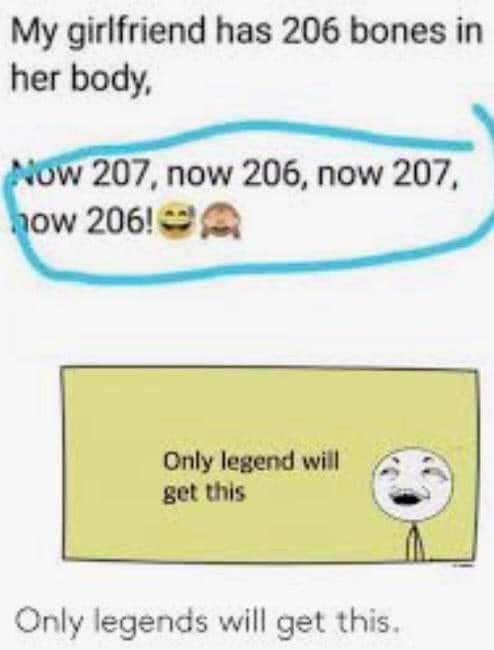 My girlfriend has 206 bones in
her body,
Now 207, now 206, now 207,
now 206!😅🙈
Only legend will
get this
Only legends will get this.